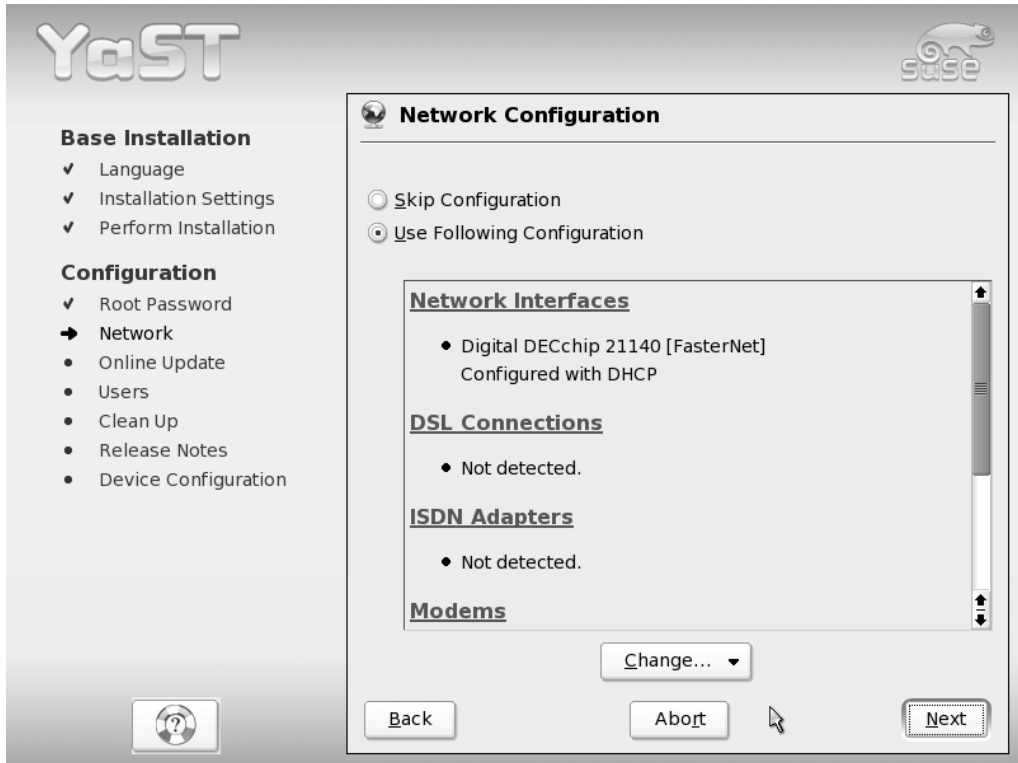 YaST
suse
Base Installation
Language
Installation Settings
Perform Installation
Configuration
Root Password
Network
Online Update
Users
Clean Up
Release Notes
Device Configuration
Network Configuration
Skip Configuration
Use Following Configuration
Network Interfaces
Digital DECchip 21140 [FasterNet]
Configured with DHCP
DSL Connections
Not detected.
ISDN Adapters
Not detected.
Modems
Change...
Back
Abort
Next